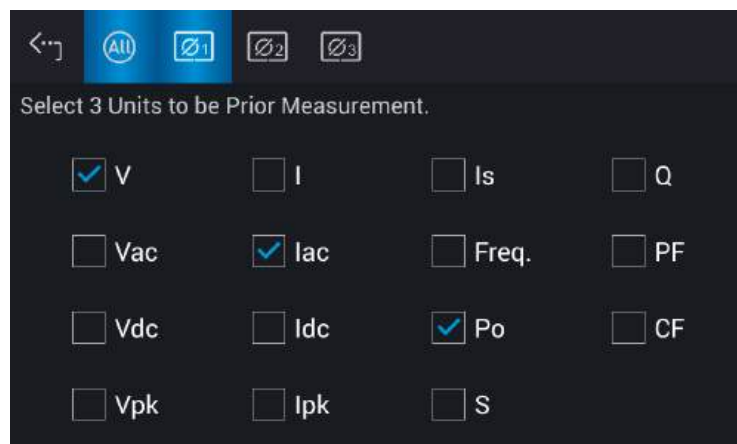 All Ø1 Ø2 Ø3
Select 3 Units to be Prior Measurement.
V I Is Q
Vac Iac Freq. PF
Vdc Idc Po CF
Vpk Ipk S